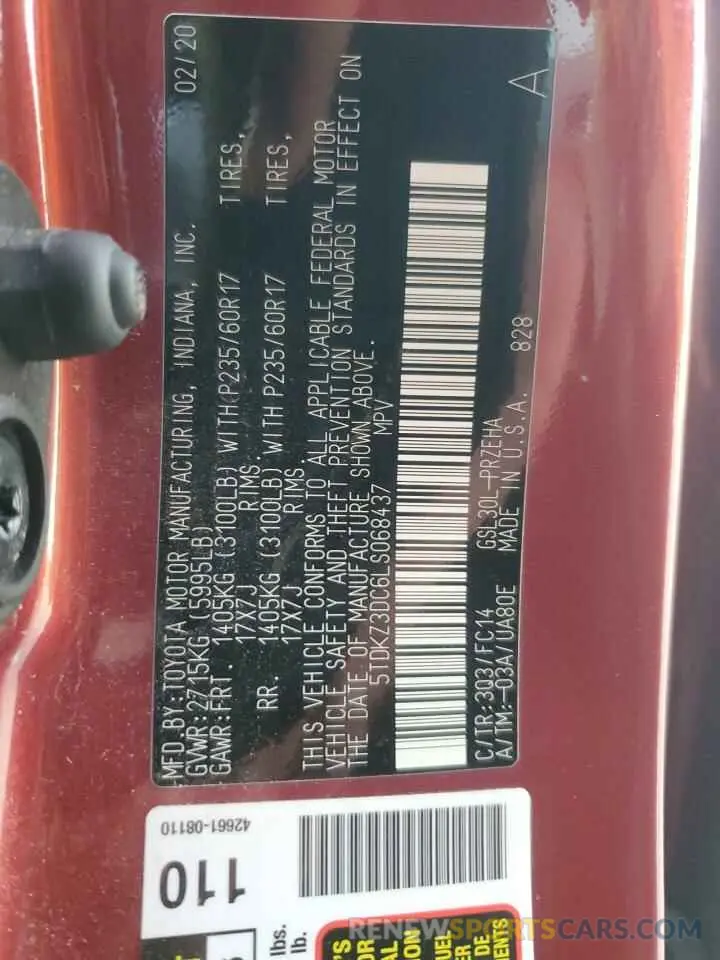 MFD.BY:TOYOTA MOTOR MANUFACTURING, INDIANA, INC. 02/20
GVWR:2715KG (5995LB)
GAWR:FRT. 1405KG (3100LB) WITH P235/60R17 TIRES,
17X7J RIMS.
RR. 1405KG (3100LB) WITH P235/60R17 TIRES,
17X7J RIMS.
THIS VEHICLE CONFORMS TO ALL APPLICABLE FEDERAL MOTOR
VEHICLE SAFETY AND THEFT PREVENTION STANDARDS IN EFFECT ON
THE DATE OF MANUFACTURE SHOWN ABOVE.
5TDKZ3DC6LS068437 MPV
A
C/TR:3Q3/FC14 GSL30L-PRZEHA
A/TM:-03A/UA80E MADE IN U.S.A. 828
42661-08110
110
lbs.
lb.
RENEWSPORTSCARS.COM